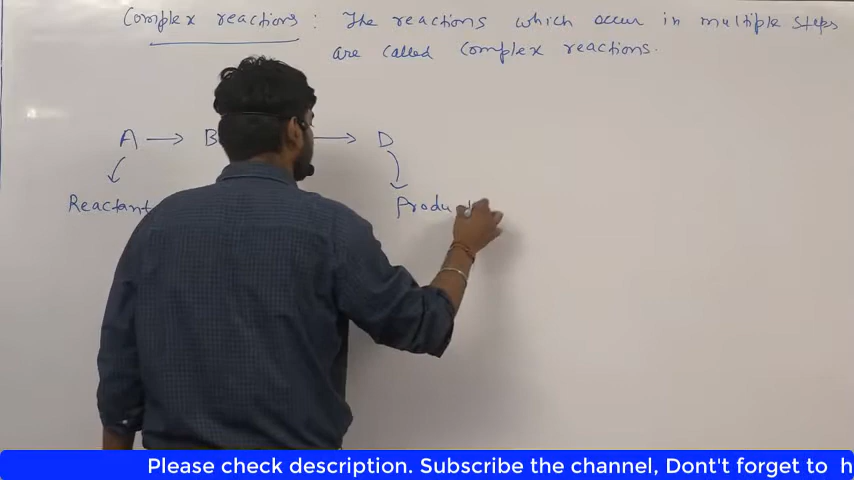 Complex reactions : The reactions which occur in multiple steps
are called Complex reactions.
A → B → D
Reactant Produ
Please check description. Subscribe the channel, Dont't forget to h